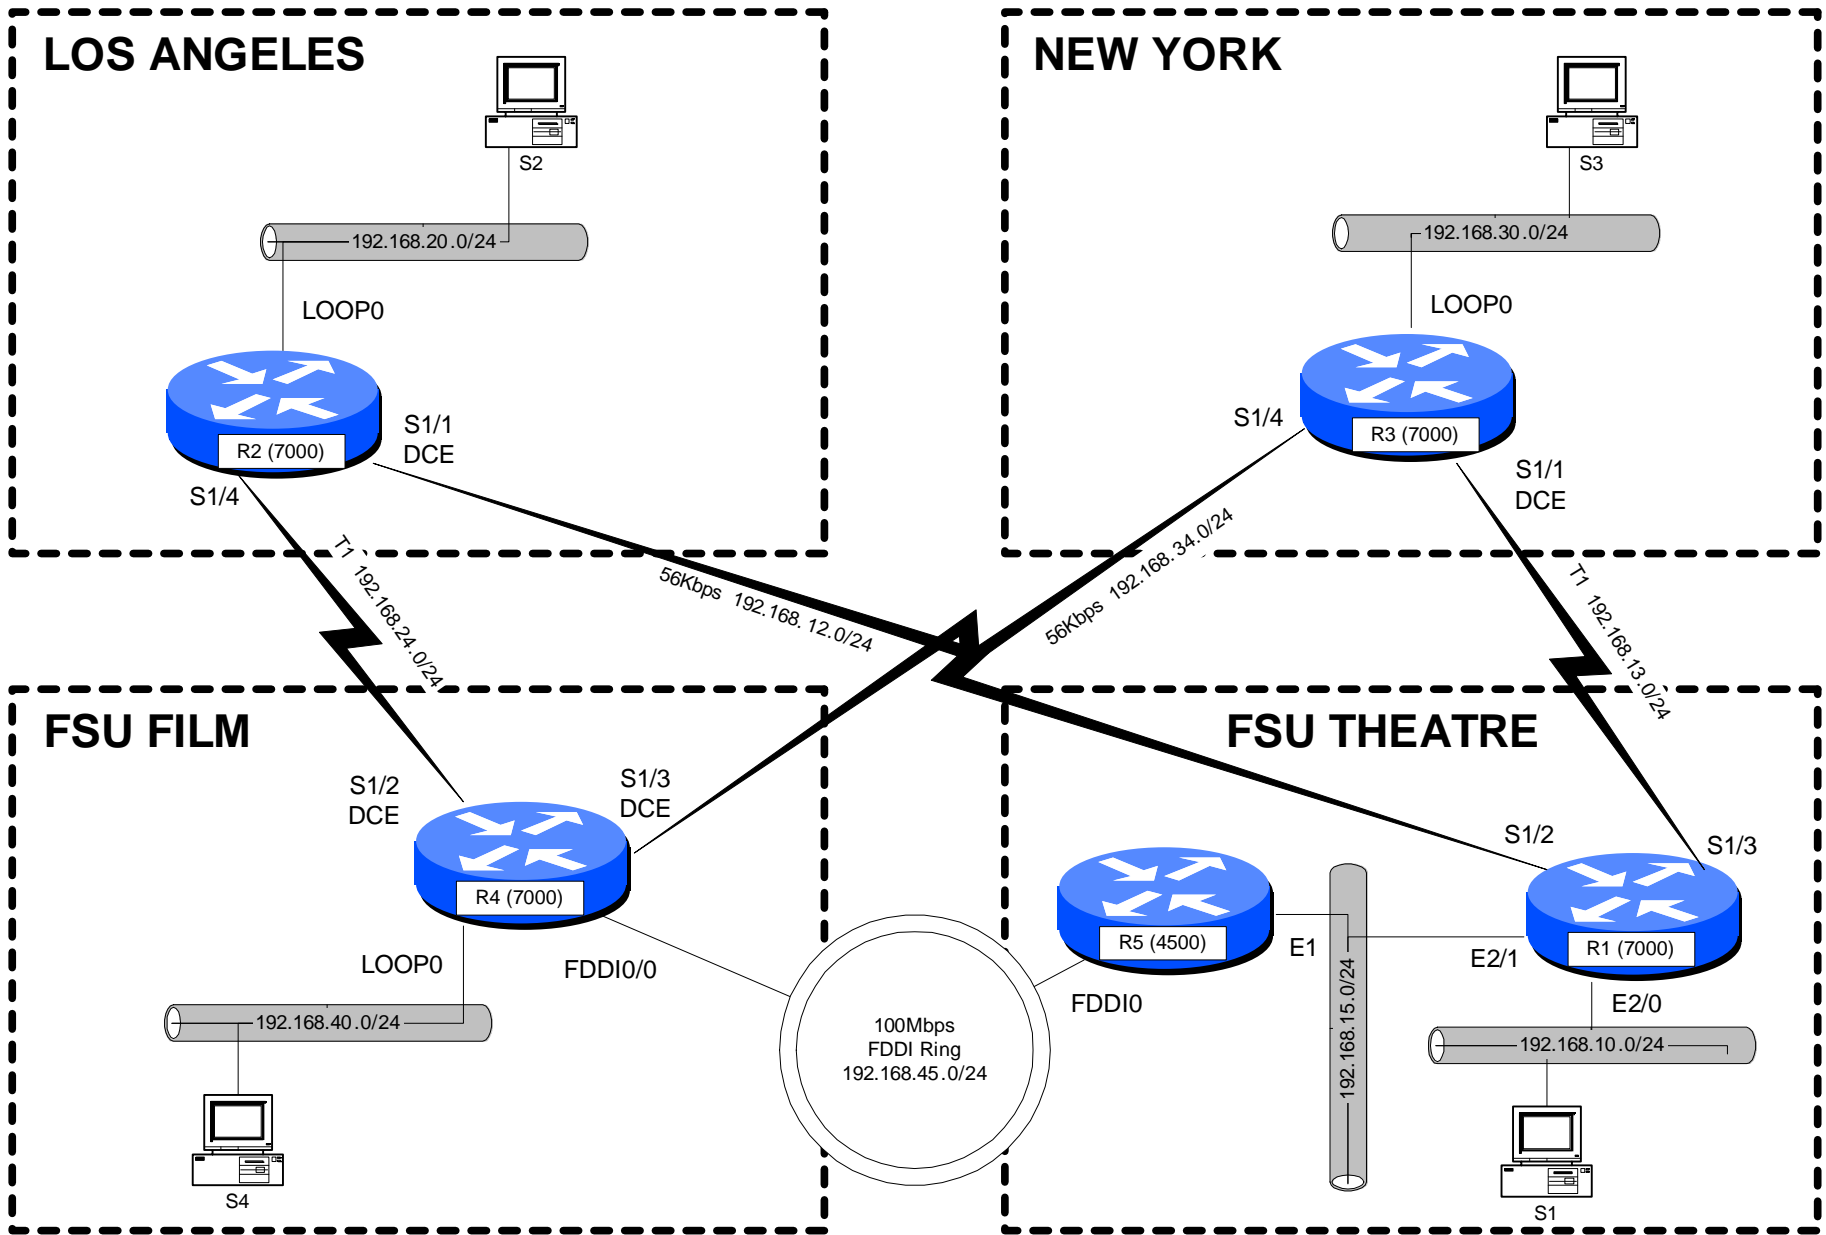 LOS ANGELES
S2
192.168.20.0/24
LOOP0
R2 (7000)
S1/1
DCE
S1/4
NEW YORK
S3
192.168.30.0/24
LOOP0
R3 (7000)
S1/4
S1/1
DCE
T1 192.168.24.0/24
56Kbps 192.168.12.0/24
56Kbps 192.168.34.0/24
T1 192.168.13.0/24
FSU FILM
S1/2
DCE
S1/3
DCE
R4 (7000)
LOOP0
FDDI0/0
192.168.40.0/24
S4
100Mbps
FDDI Ring
192.168.45.0/24
FSU THEATRE
S1/2
S1/3
R5 (4500)
E1
FDDI0
192.168.15.0/24
E2/1
R1 (7000)
E2/0
192.168.10.0/24
S1